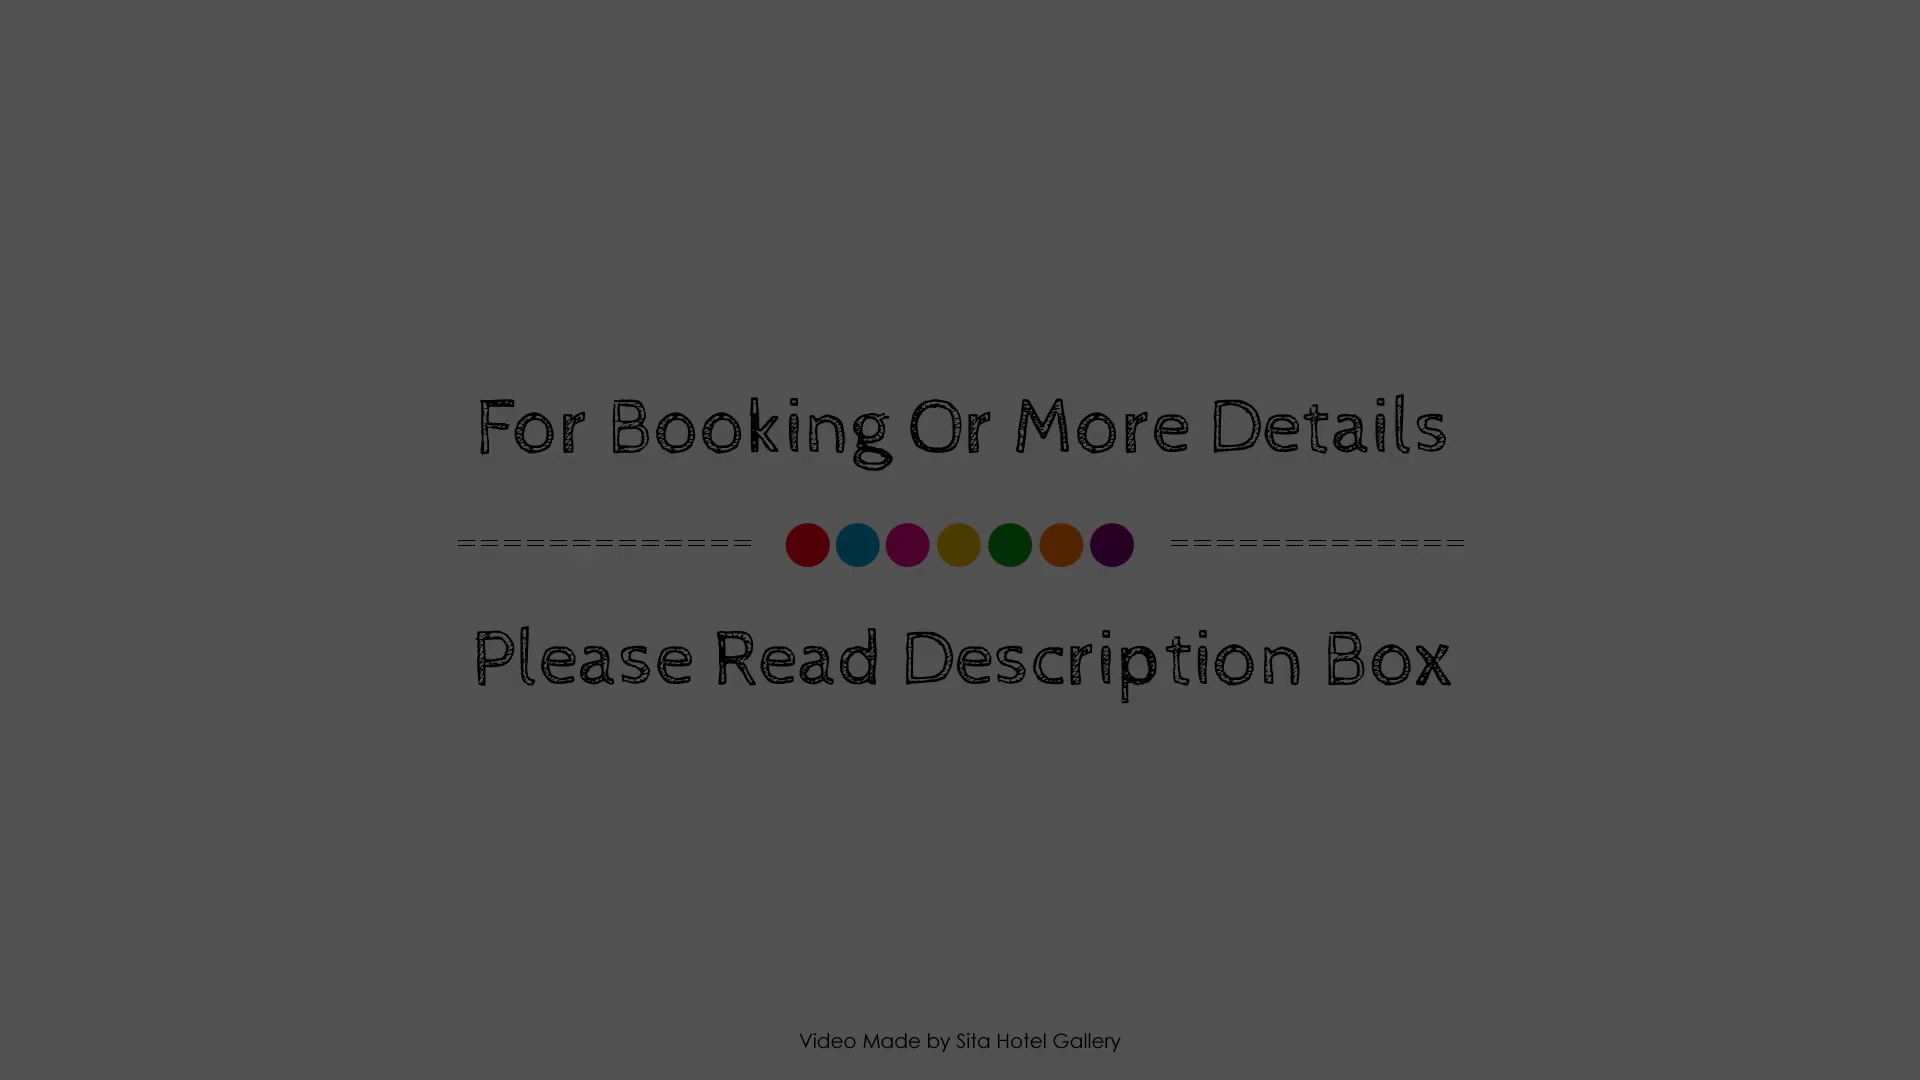 For Booking Or More Details
============= =============
Please Read Description Box
Video Made by Sita Hotel Gallery